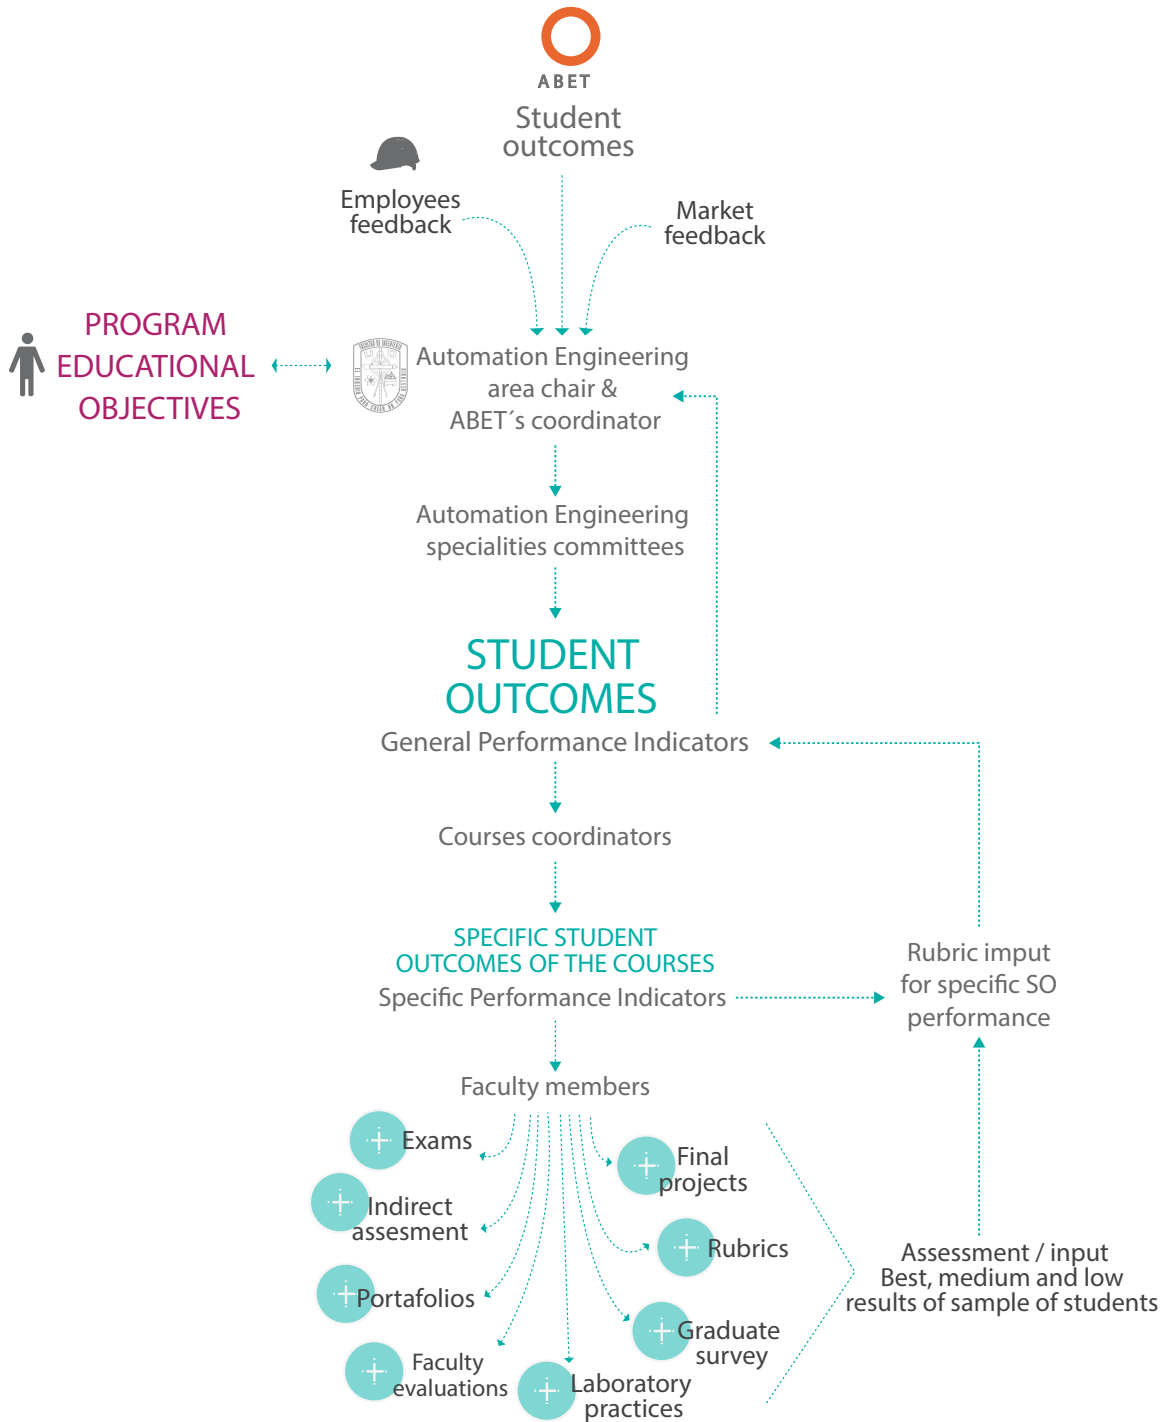 ABET
Student
outcomes
Employees
feedback
Market
feedback
PROGRAM
EDUCATIONAL
OBJECTIVES
Automation Engineering
area chair &
ABET´s coordinator
Automation Engineering
specialities committees
STUDENT
OUTCOMES
General Performance Indicators
Courses coordinators
SPECIFIC STUDENT
OUTCOMES OF THE COURSES
Specific Performance Indicators
Rubric imput
for specific SO
performance
Faculty members
Exams
Final
projects
Indirect
assesment
Rubrics
Portafolios
Graduate
survey
Faculty
evaluations
Laboratory
practices
Assessment / input
Best, medium and low
results of sample of students